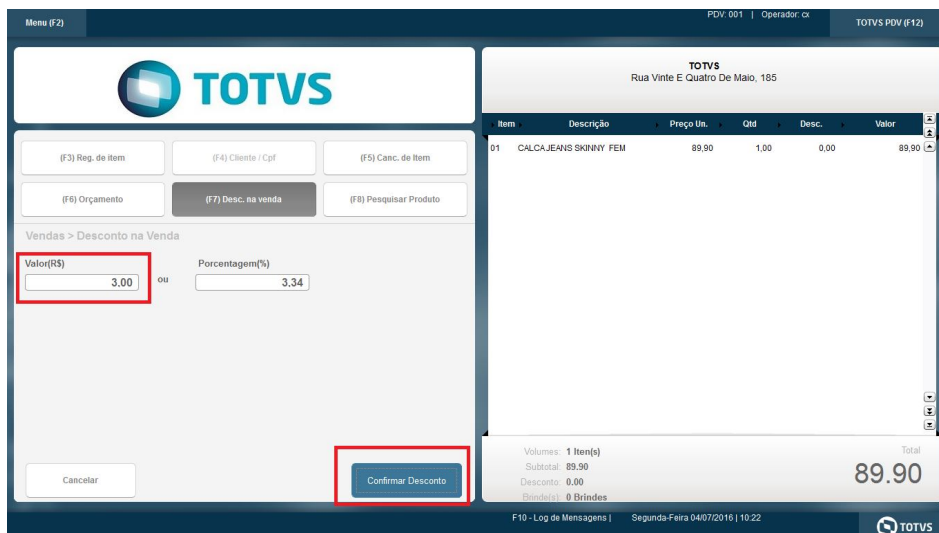 Menu (F2)
PDV: 001 | Operador: cx
TOTVS PDV (F12)
TOTVS
(F3) Reg. de item
(F4) Cliente / Cpf
(F5) Canc. de Item
(F6) Orçamento
(F7) Desc. na venda
(F8) Pesquisar Produto
Vendas > Desconto na Venda
Valor(R$)
Porcentagem(%)
3.00
ou
3.34
Cancelar
Confirmar Desconto
TOTVS
Rua Vinte E Quatro De Maio, 185
Item Descrição Preço Un. Qtd Desc. Valor
01 CALCA JEANS SKINNY FEM 89,90 1,00 0,00 89,90
Volumes: 1 Iten(s)
Subtotal: 89.90
Desconto: 0.00
Brinde(s): 0 Brindes
Total
89.90
F10 - Log de Mensagens | Segunda-Feira 04/07/2016 | 10:22
TOTVS